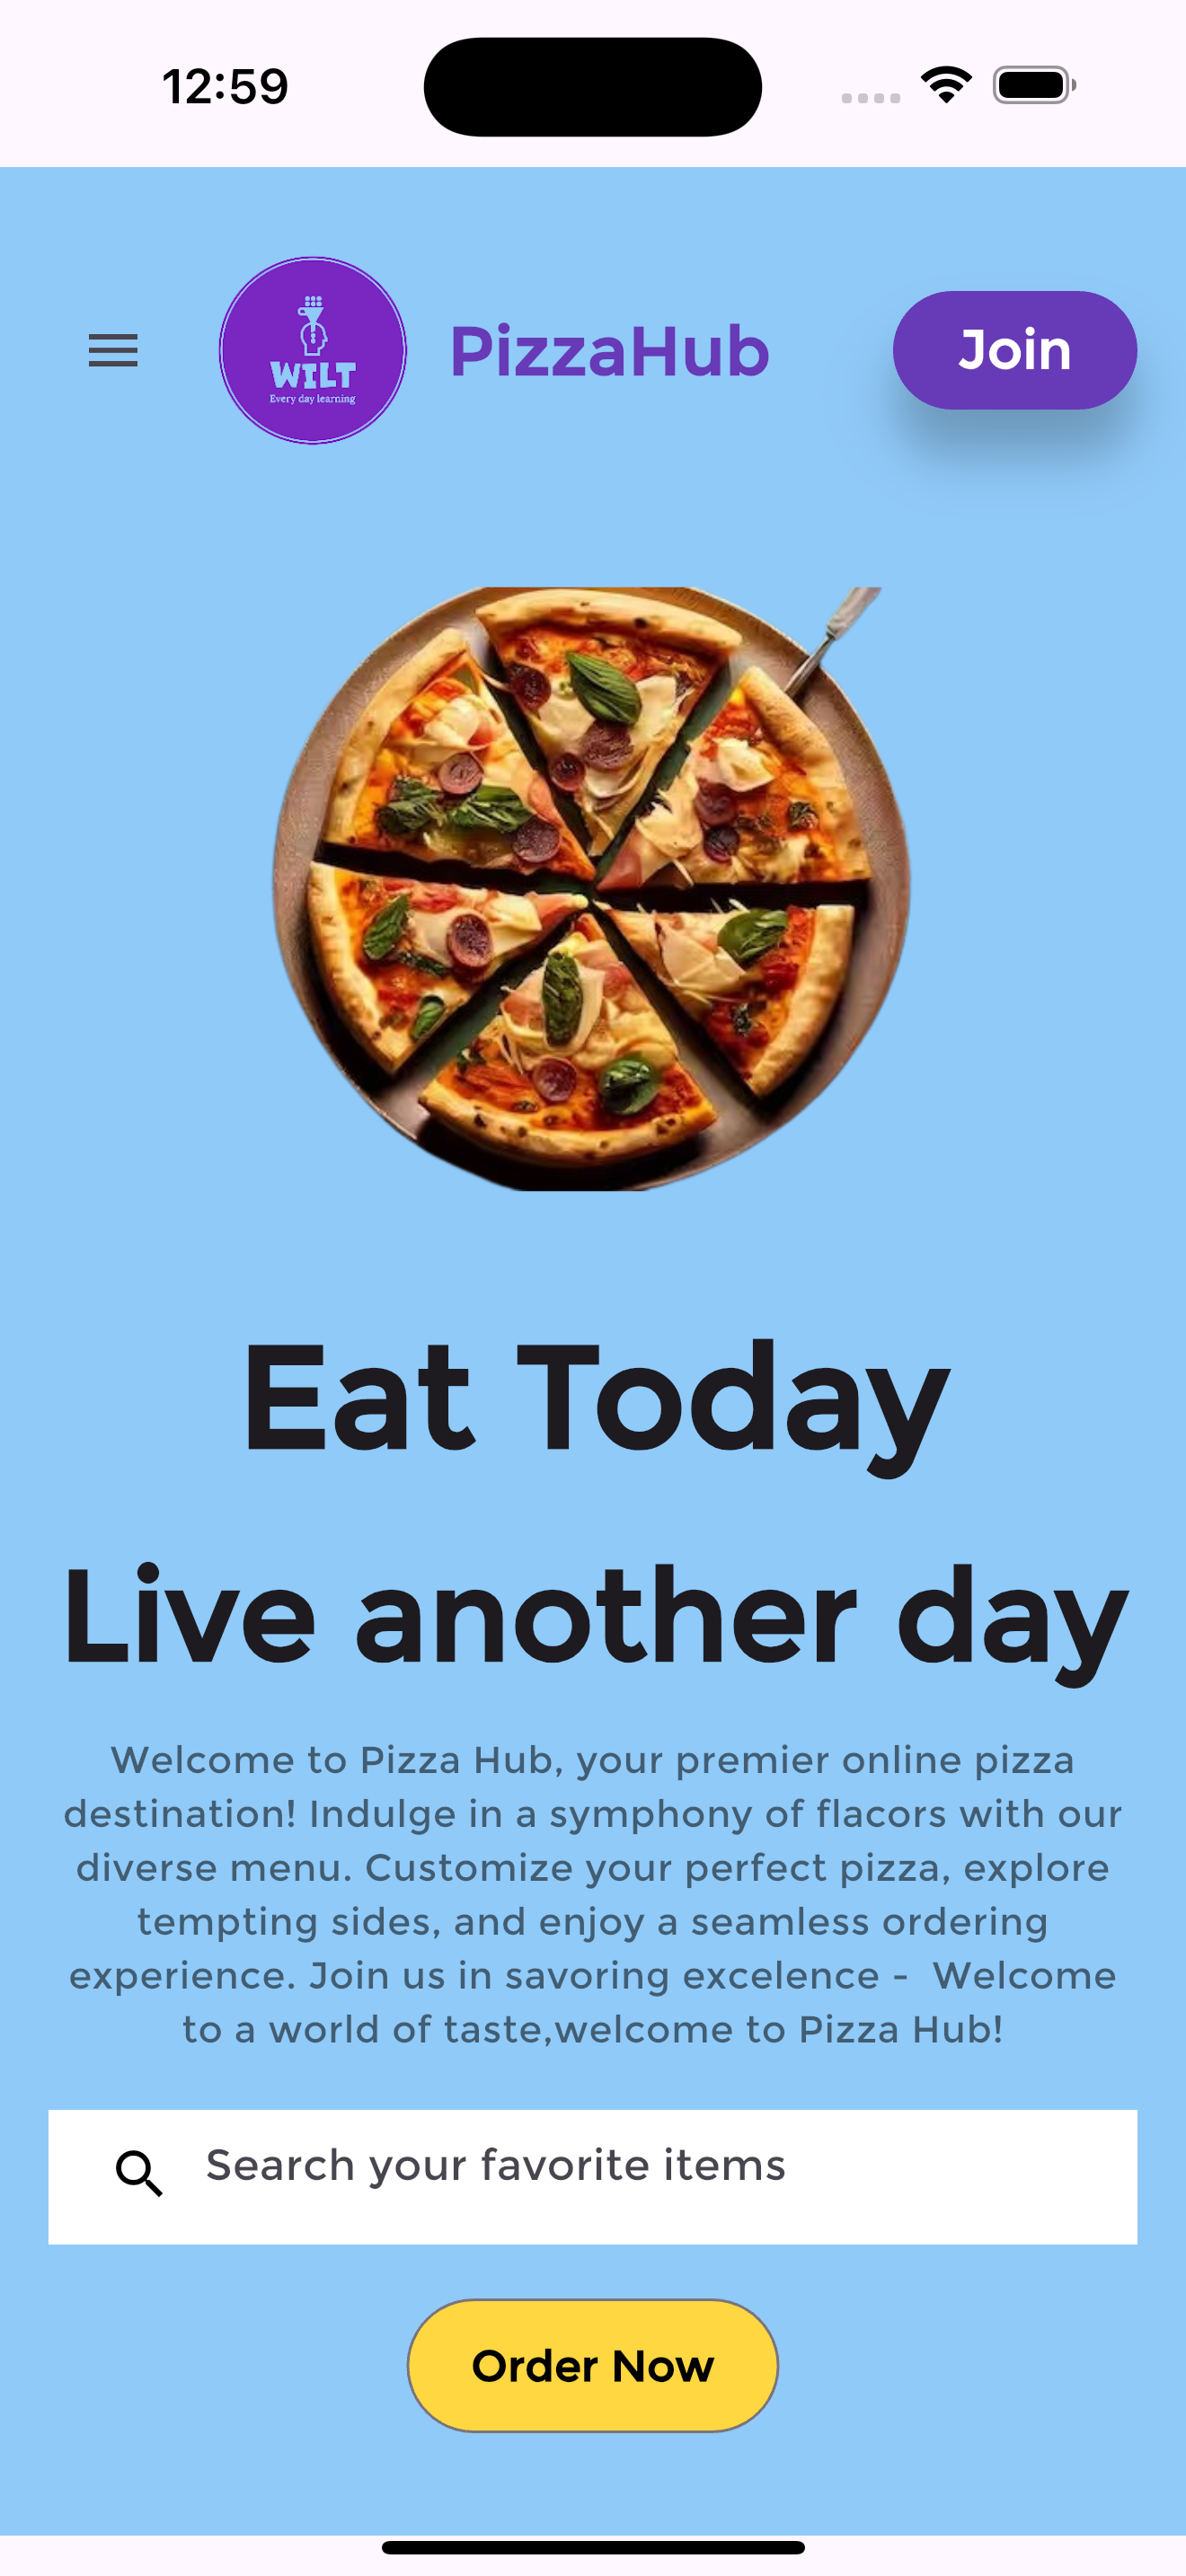 12:59
WILT
Every day learning
PizzaHub
Join
Eat Today
Live another day
Welcome to Pizza Hub, your premier online pizza
destination! Indulge in a symphony of flacors with our
diverse menu. Customize your perfect pizza, explore
tempting sides, and enjoy a seamless ordering
experience. Join us in savoring excelence -  Welcome
to a world of taste,welcome to Pizza Hub!
Search your favorite items
Order Now